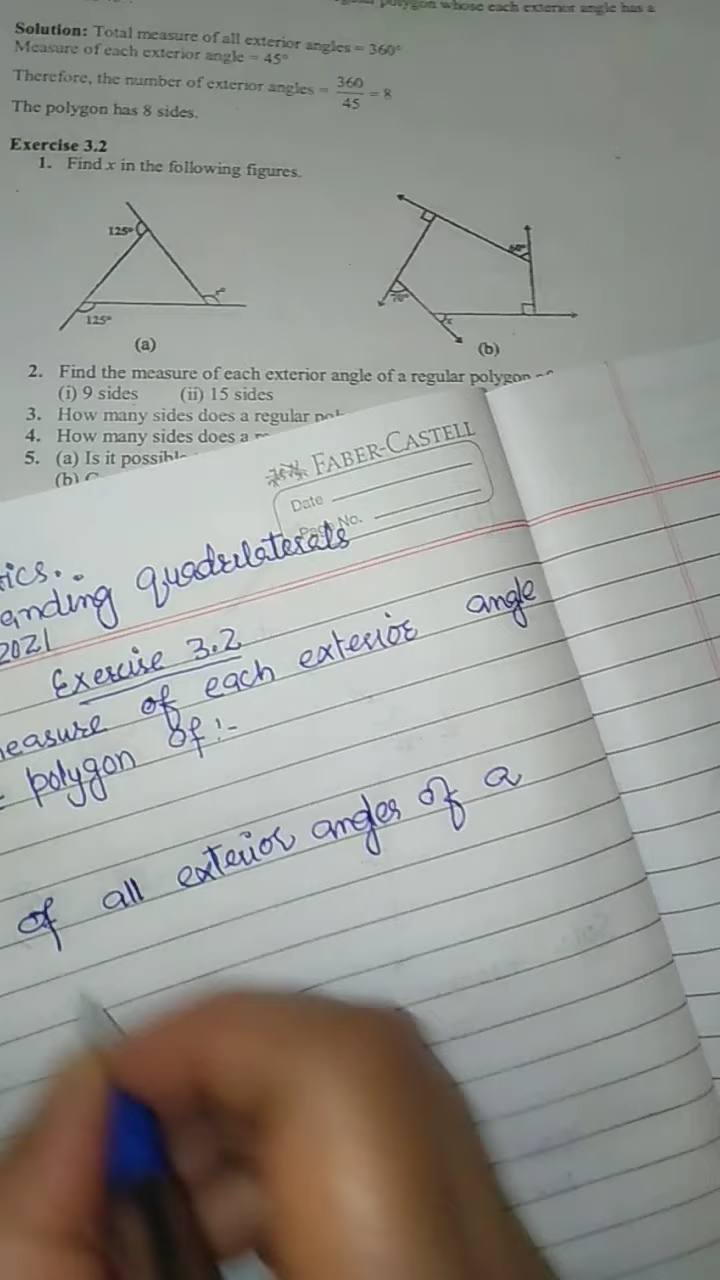 polygon whose each exterior angle has a
Solution: Total measure of all exterior angles = 360°
Measure of each exterior angle = 45°
Therefore, the number of exterior angles = 360/45 = 8
The polygon has 8 sides.
Exercise 3.2
1. Find x in the following figures.
125°
x°
125°
(a)
60°
70°
x
(b)
2. Find the measure of each exterior angle of a regular polygon
(i) 9 sides (ii) 15 sides
3. How many sides does a regular
4. How many sides does a
5. (a) Is it
(b)
FABER-CASTELL
Date
Page No.
quadrilaterals
2021
Exercise 3.2
of each exterior angle
polygon of:-
of all exterior angles of a